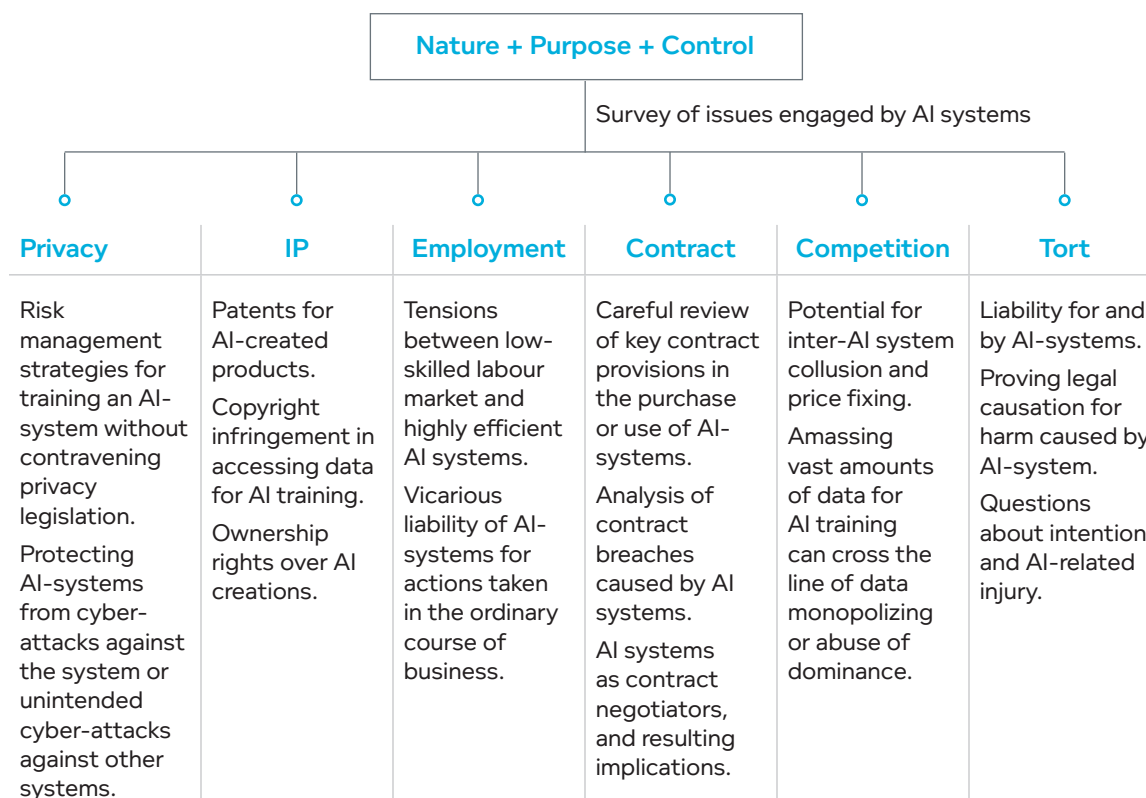 Nature + Purpose + Control
Survey of issues engaged by AI systems
Privacy
Risk
management
strategies for
training an AI-
system without
contravening
privacy
legislation.
Protecting
AI-systems
from cyber-
attacks against
the system or
unintended
cyber-attacks
against other
systems.
IP
Patents for
AI-created
products.
Copyright
infringement in
accessing data
for AI training.
Ownership
rights over AI
creations.
Employment
Tensions
between low-
skilled labour
market and
highly efficient
AI systems.
Vicarious
liability of AI-
systems for
actions taken
in the ordinary
course of
business.
Contract
Careful review
of key contract
provisions in
the purchase
or use of AI-
systems.
Analysis of
contract
breaches
caused by AI
systems.
AI systems
as contract
negotiators,
and resulting
implications.
Competition
Potential for
inter-AI system
collusion and
price fixing.
Amassing
vast amounts
of data for
AI training
can cross the
line of data
monopolizing
or abuse of
dominance.
Tort
Liability for and
by AI-systems.
Proving legal
causation for
harm caused by
AI-system.
Questions
about intention
and AI-related
injury.